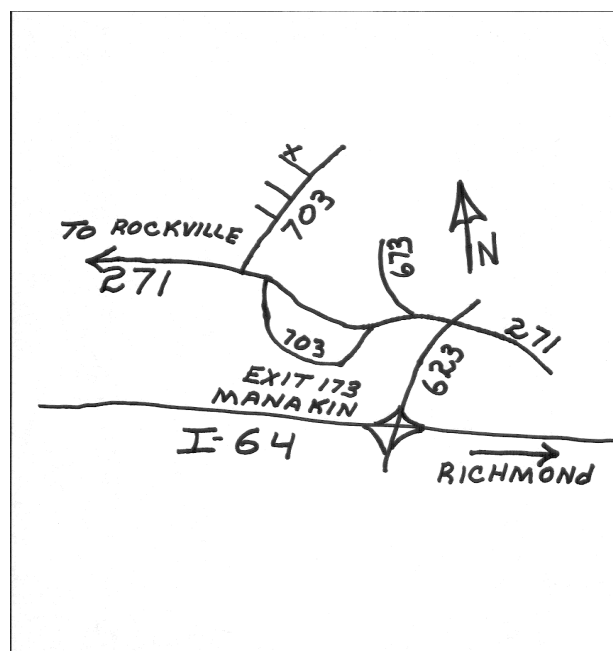 X
703
TO ROCKVILLE
673
N
271
703
271
623
EXIT 173
MANAKIN
I-64
RICHMONd